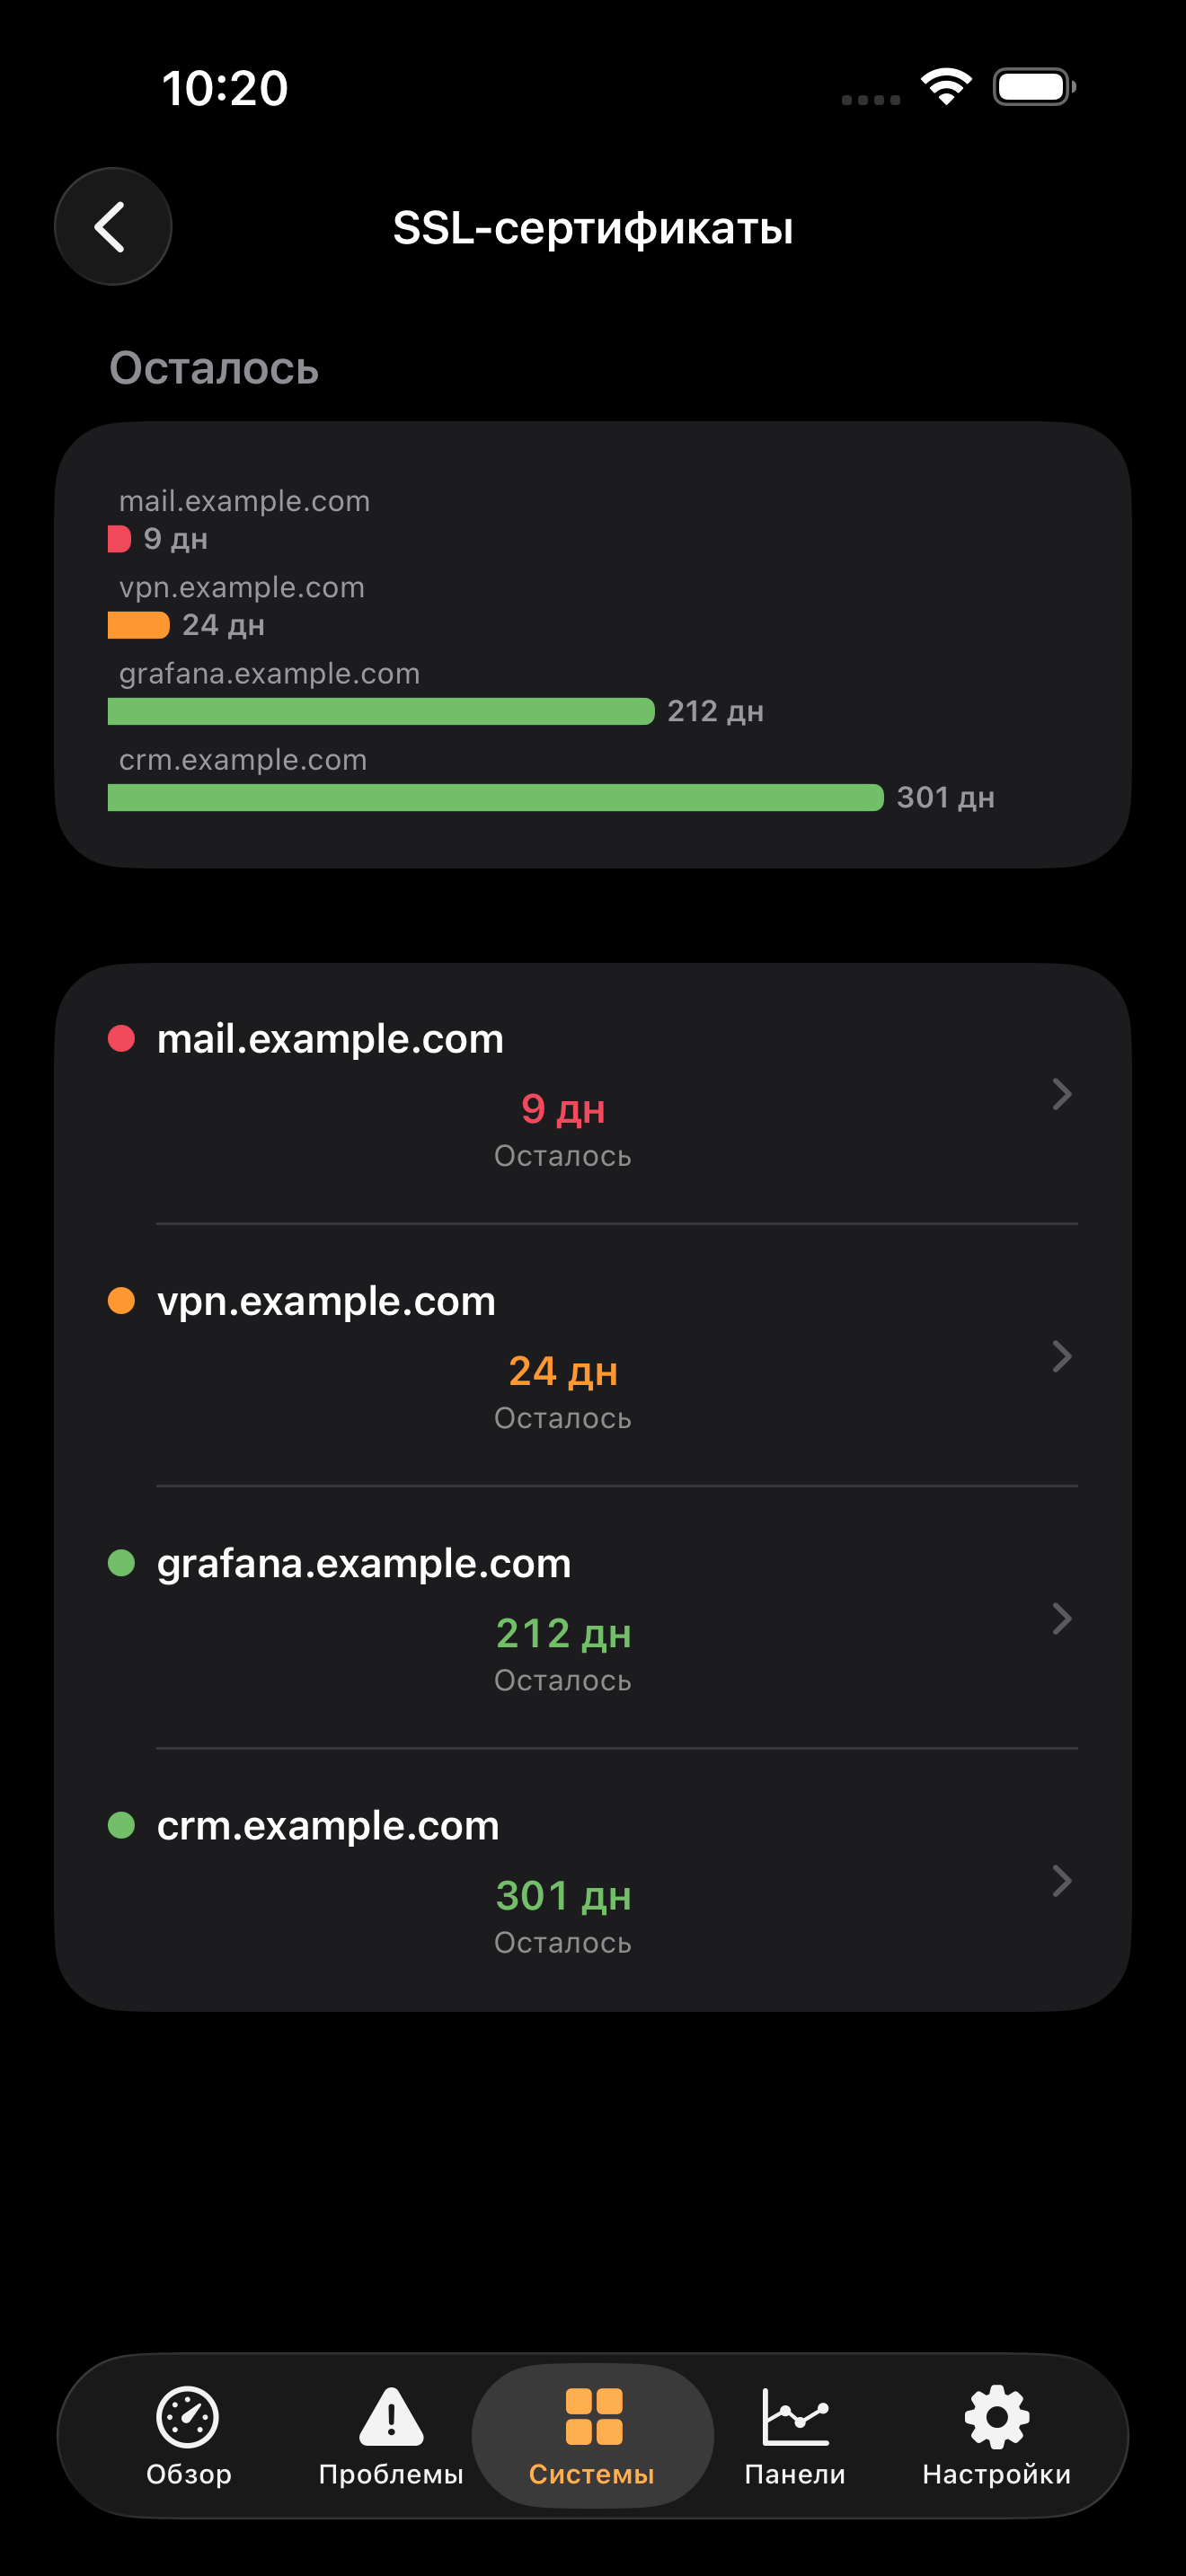 10:20
SSL-сертификаты
Осталось
mail.example.com
9 дн
vpn.example.com
24 дн
grafana.example.com
212 дн
crm.example.com
301 дн
mail.example.com
9 дн
Осталось
vpn.example.com
24 дн
Осталось
grafana.example.com
212 дн
Осталось
crm.example.com
301 дн
Осталось
Обзор Проблемы Системы Панели Настройки